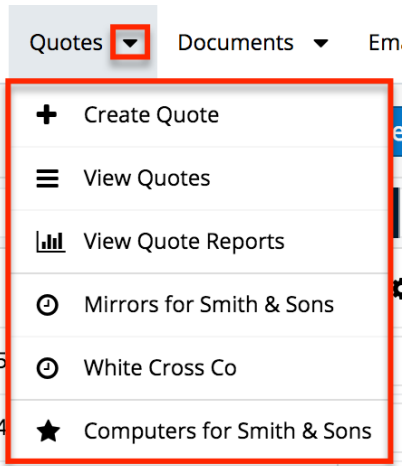 Quotes Documents Em
Create Quote
View Quotes
View Quote Reports
Mirrors for Smith & Sons
White Cross Co
Computers for Smith & Sons